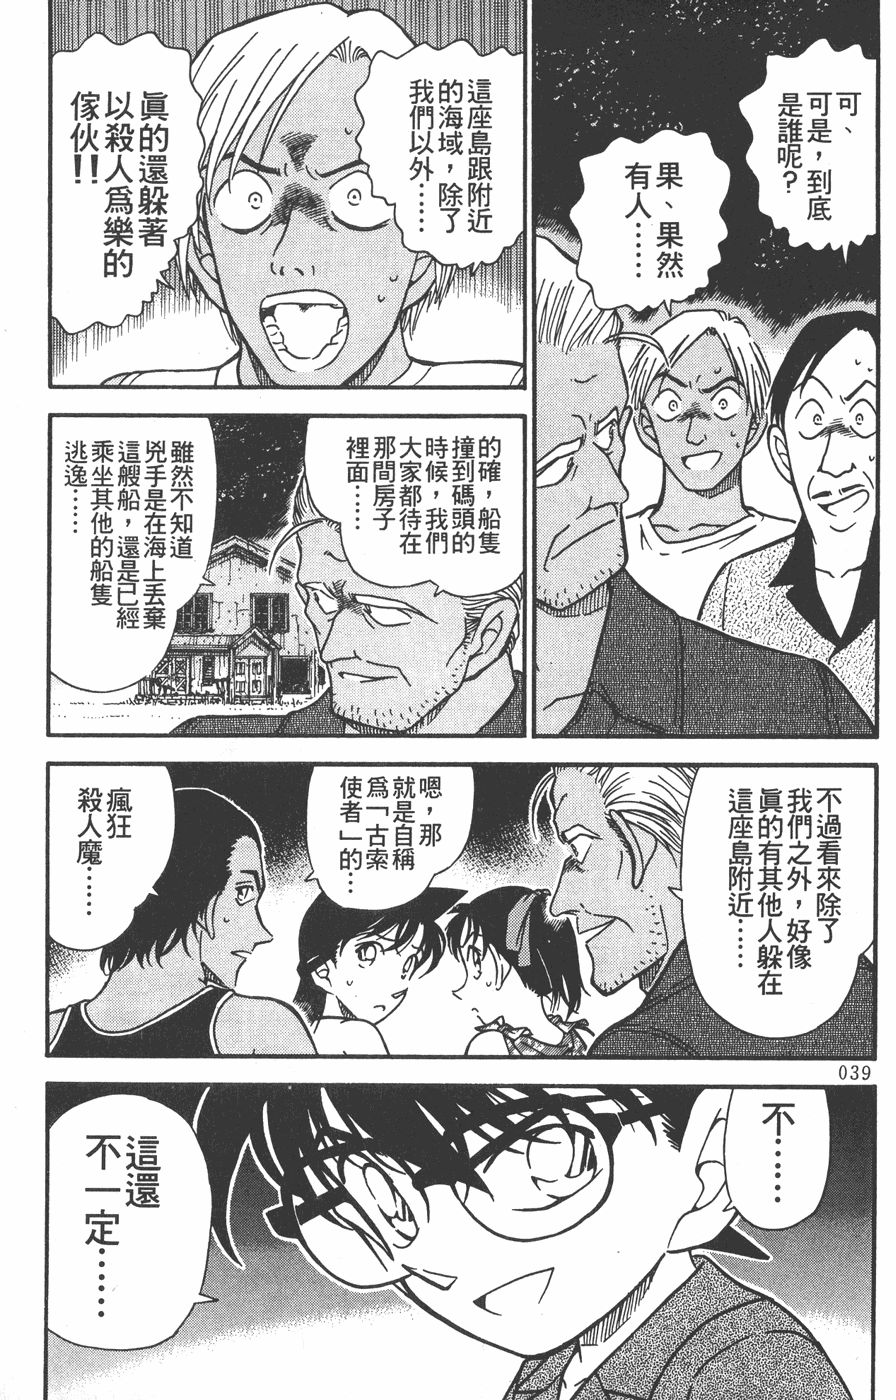 可、
可是，到底
是誰呢？
果、果然
有人……
這座島跟附近
的海域，除了
我們以外……
眞的還躲著
以殺人爲樂的
傢伙!!
的確，船隻
撞到碼頭的
時候，我們
大家都待在
那間房子
裡面……
雖然不知道
兇手是在海上丟棄
這艘船，還是已經
乘坐其他的船隻
逃逸……
不過看來除了
我們之外，好像
眞的有其他人躲在
這座島附近……
嗯，那
就是自稱
爲「古索
使者」的…
瘋狂
殺人魔……
039
不……
這還
不一定……